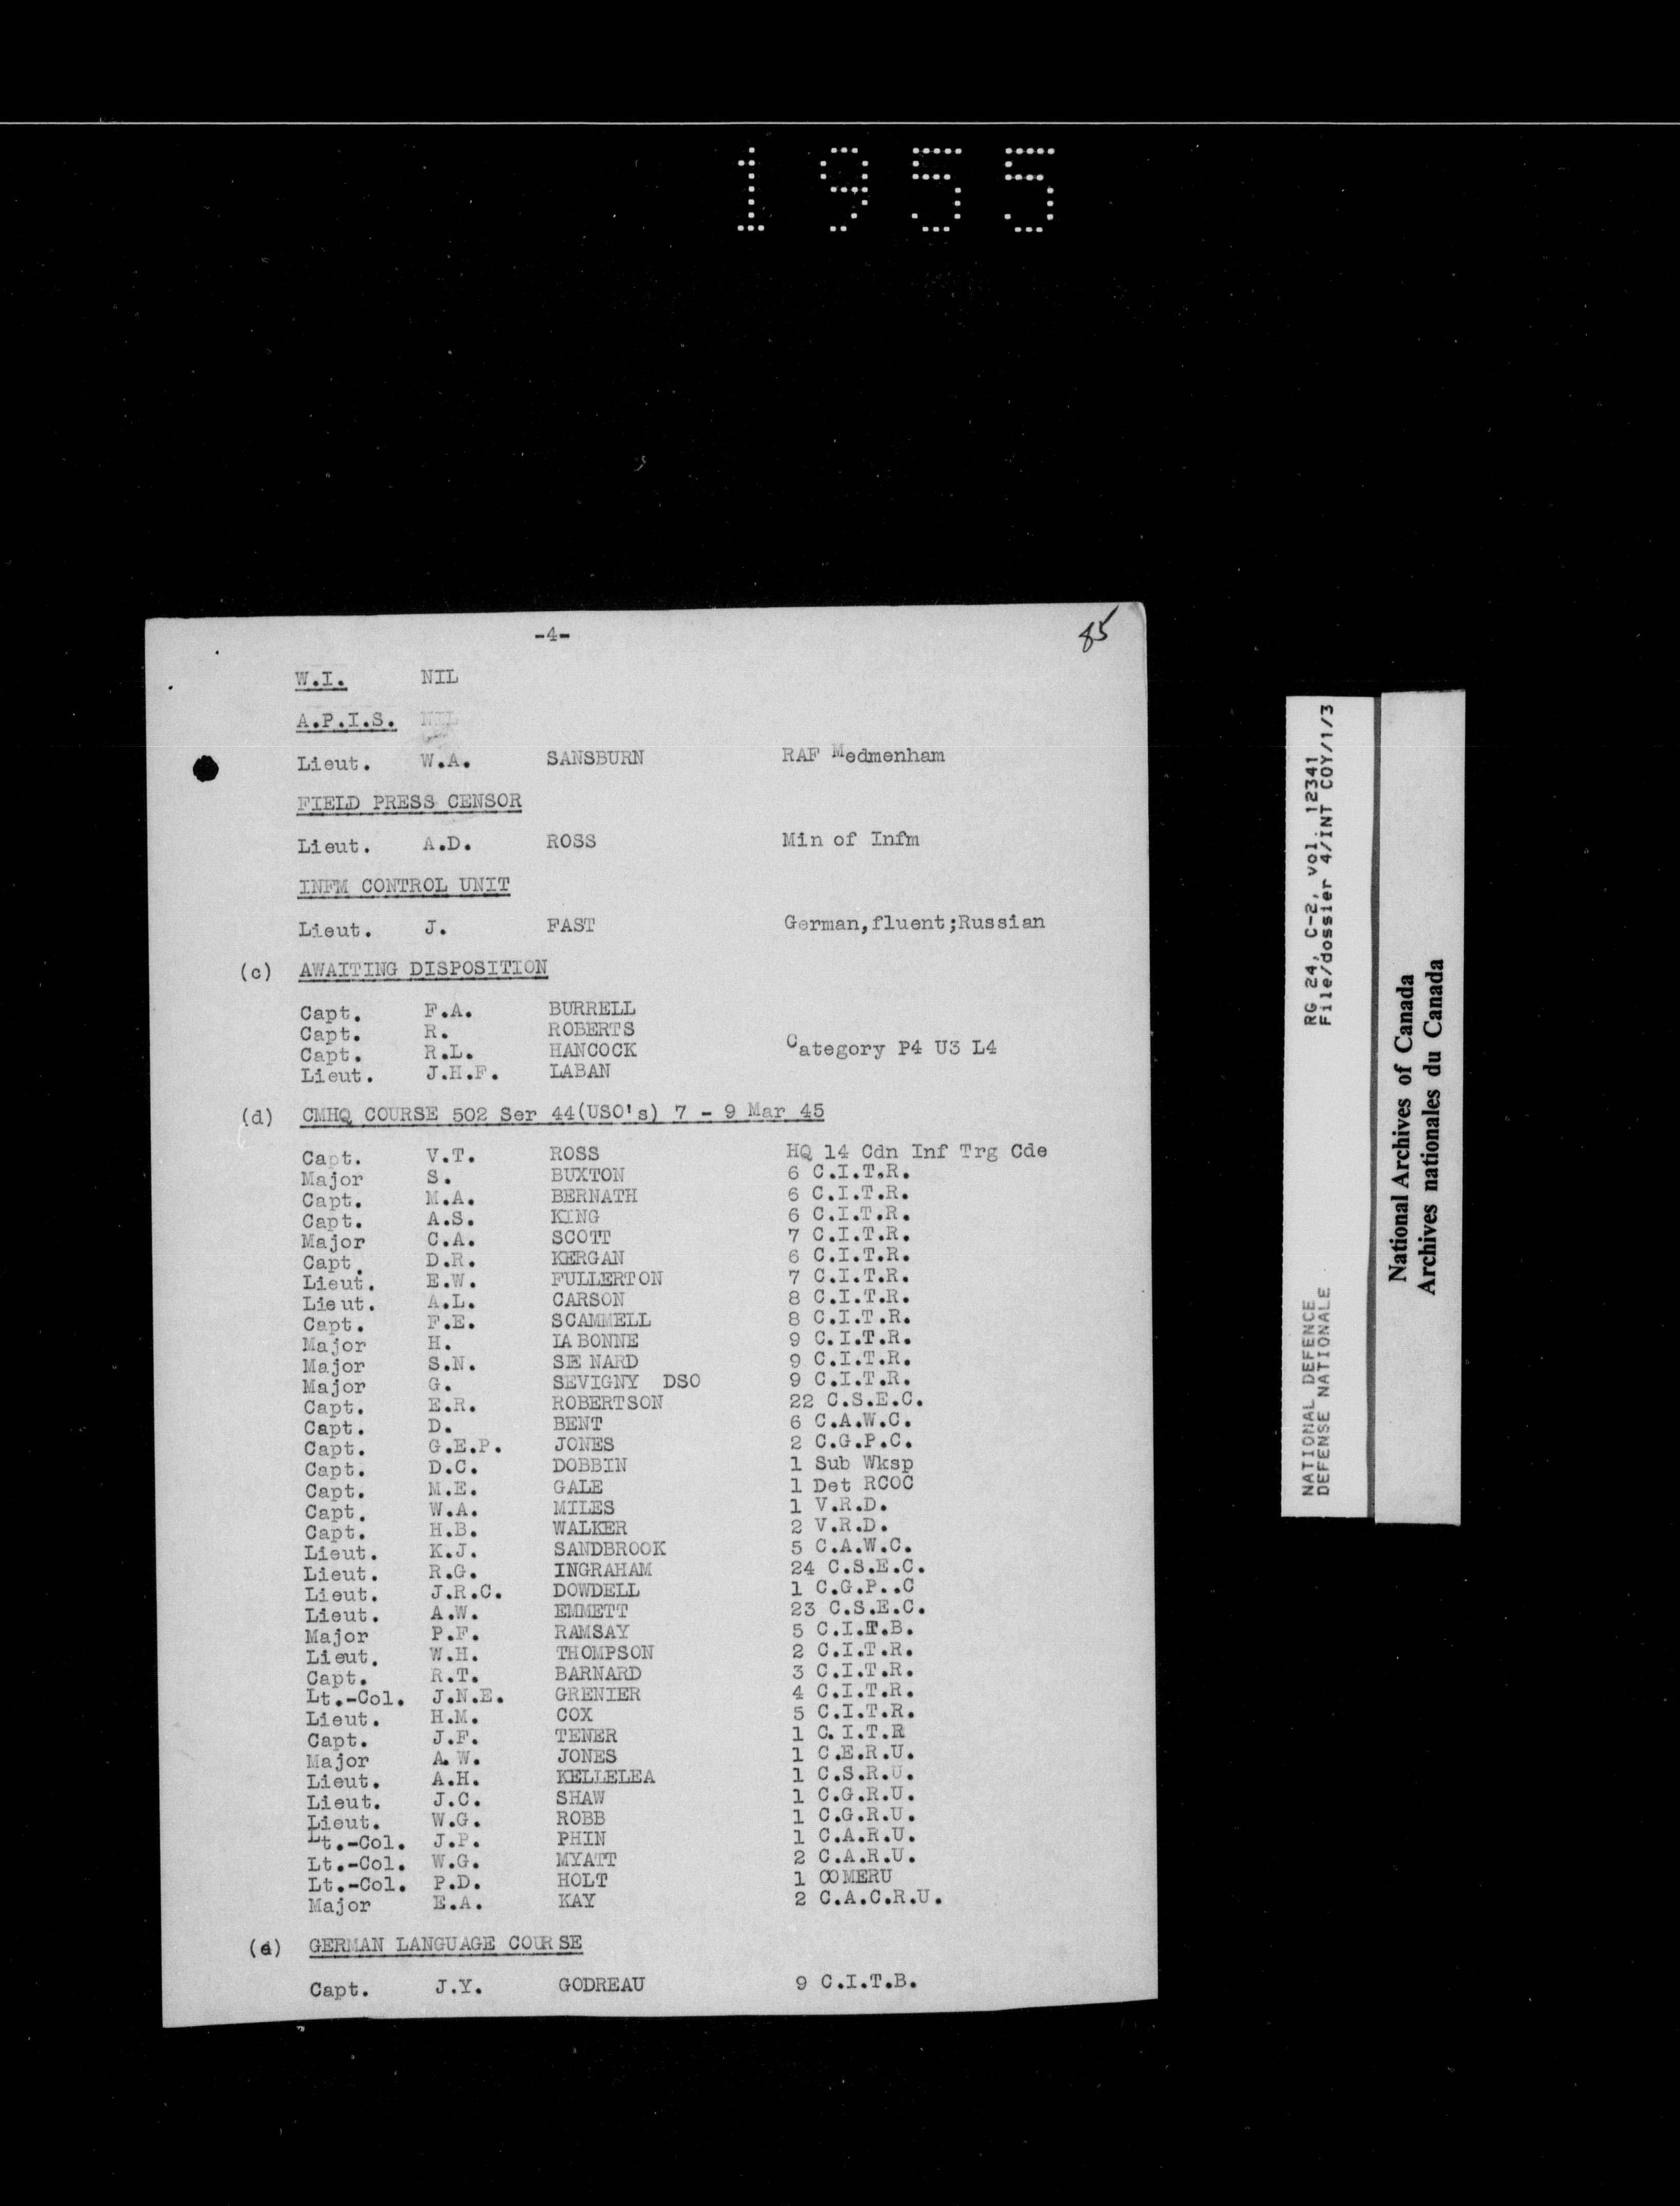 1955
-4-
85
W.I. NIL
A.P.I.S. NIL
Lieut. W.A. SANSBURN RAF Medmenham
FIELD PRESS CENSOR
Lieut. A.D. ROSS Min of Infm
INFM CONTROL UNIT
Lieut. J. FAST German,fluent;Russian
(c) AWAITING DISPOSITION
Capt. F.A. BURRELL
Capt. R. ROBERTS
Capt. R.L. HANCOCK Category P4 U3 L4
Lieut. J.H.F. LABAN
(d) CMHQ COURSE 502 Ser 44(USO's) 7 - 9 Mar 45
Capt. V.T. ROSS HQ 14 Cdn Inf Trg Cde
Major S. BUXTON 6 C.I.T.R.
Capt. M.A. BERNATH 6 C.I.T.R.
Capt. A.S. KING 6 C.I.T.R.
Major C.A. SCOTT 7 C.I.T.R.
Capt. D.R. KERGAN 6 C.I.T.R.
Lieut. E.W. FULLERTON 7 C.I.T.R.
Lieut. A.L. CARSON 8 C.I.T.R.
Capt. F.E. SCAMMELL 8 C.I.T.R.
Major H. LABONNE 9 C.I.T.R.
Major S.N. SE NARD 9 C.I.T.R.
Major G. SEVIGNY DSO 9 C.I.T.R.
Capt. E.R. ROBERTSON 22 C.S.E.C.
Capt. D. BENT 6 C.A.W.C.
Capt. G.E.P. JONES 2 C.G.P.C.
Capt. D.C. DOBBIN 1 Sub Wksp
Capt. M.E. GALE 1 Det RCOC
Capt. W.A. MILES 1 V.R.D.
Capt. H.B. WALKER 2 V.R.D.
Lieut. K.J. SANDBROOK 5 C.A.W.C.
Lieut. R.G. INGRAHAM 24 C.S.E.C.
Lieut. J.R.C. DOWDELL 1 C.G.P..C
Lieut. A.W. EMMETT 23 C.S.E.C.
Major P.F. RAMSAY 5 C.I.T.B.
Lieut. W.H. THOMPSON 2 C.I.T.R.
Capt. R.T. BARNARD 3 C.I.T.R.
Lt.-Col. J.N.E. GRENIER 4 C.I.T.R.
Lieut. H.M. COX 5 C.I.T.R.
Capt. J.F. TENER 1 C.I.T.R
Major A.W. JONES 1 C.E.R.U.
Lieut. A.H. KELLELEA 1 C.S.R.U.
Lieut. J.C. SHAW 1 C.G.R.U.
Lieut. W.G. ROBB 1 C.G.R.U.
Lt.-Col. J.P. PHIN 1 C.A.R.U.
Lt.-Col. W.G. MYATT 2 C.A.R.U.
Lt.-Col. P.D. HOLT 1 COMERU
Major E.A. KAY 2 C.A.C.R.U.
(e) GERMAN LANGUAGE COURSE
Capt. J.Y. GODREAU 9 C.I.T.B.
RG 24, C-2, vol. 12341
File/dossier 4/INT COY/1/3
NATIONAL DEFENCE
DEFENSE NATIONALE
National Archives of Canada
Archives nationales du Canada